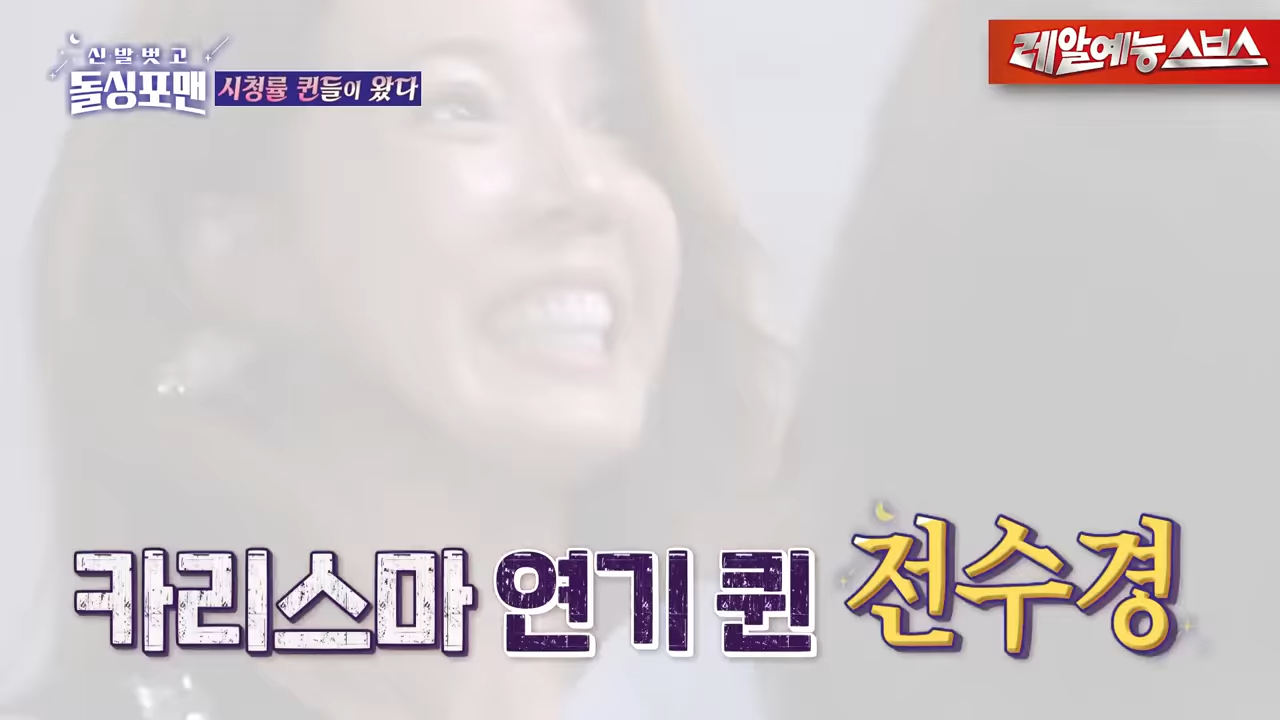 신발벗고
돌싱포맨
시청률 퀸들이 왔다
레알예능스브스
카리스마 연기 퀸 전수경